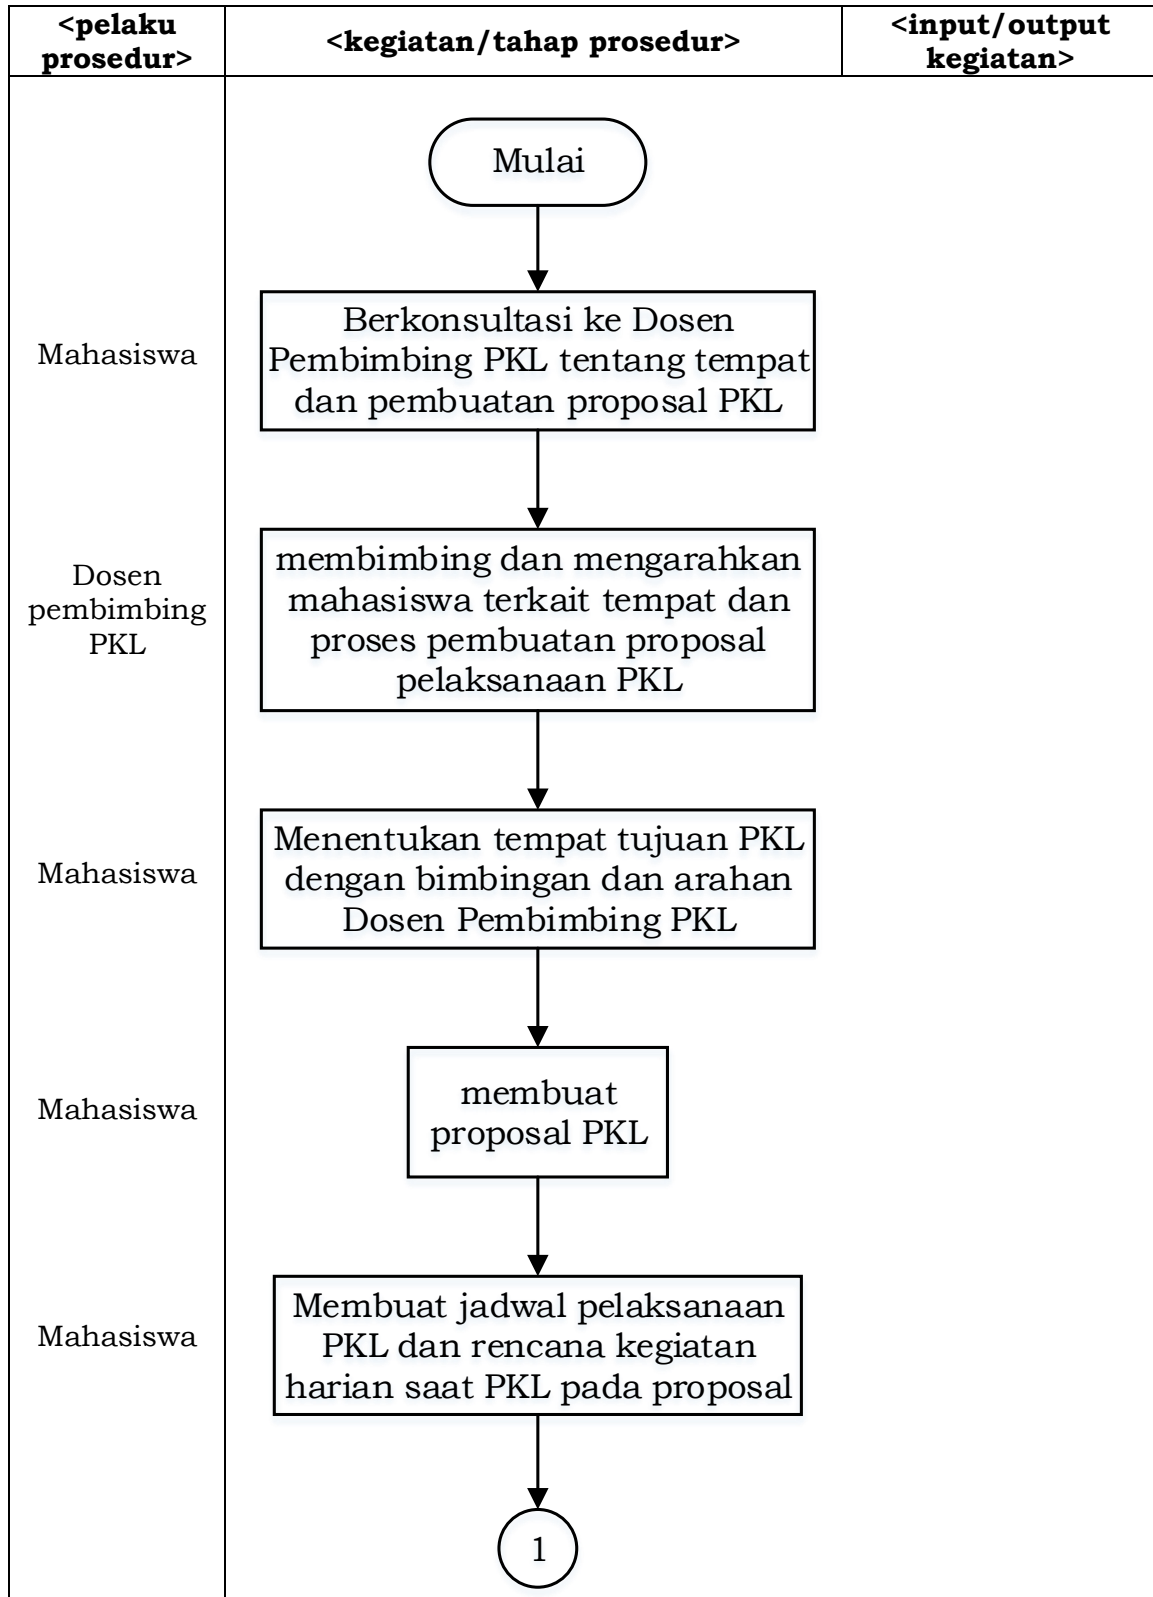 <pelaku
prosedur>
<kegiatan/tahap prosedur>
<input/output
kegiatan>
Mulai
Mahasiswa
Berkonsultasi ke Dosen
Pembimbing PKL tentang tempat
dan pembuatan proposal PKL
Dosen
pembimbing
PKL
membimbing dan mengarahkan
mahasiswa terkait tempat dan
proses pembuatan proposal
pelaksanaan PKL
Mahasiswa
Menentukan tempat tujuan PKL
dengan bimbingan dan arahan
Dosen Pembimbing PKL
Mahasiswa
membuat
proposal PKL
Mahasiswa
Membuat jadwal pelaksanaan
PKL dan rencana kegiatan
harian saat PKL pada proposal
1